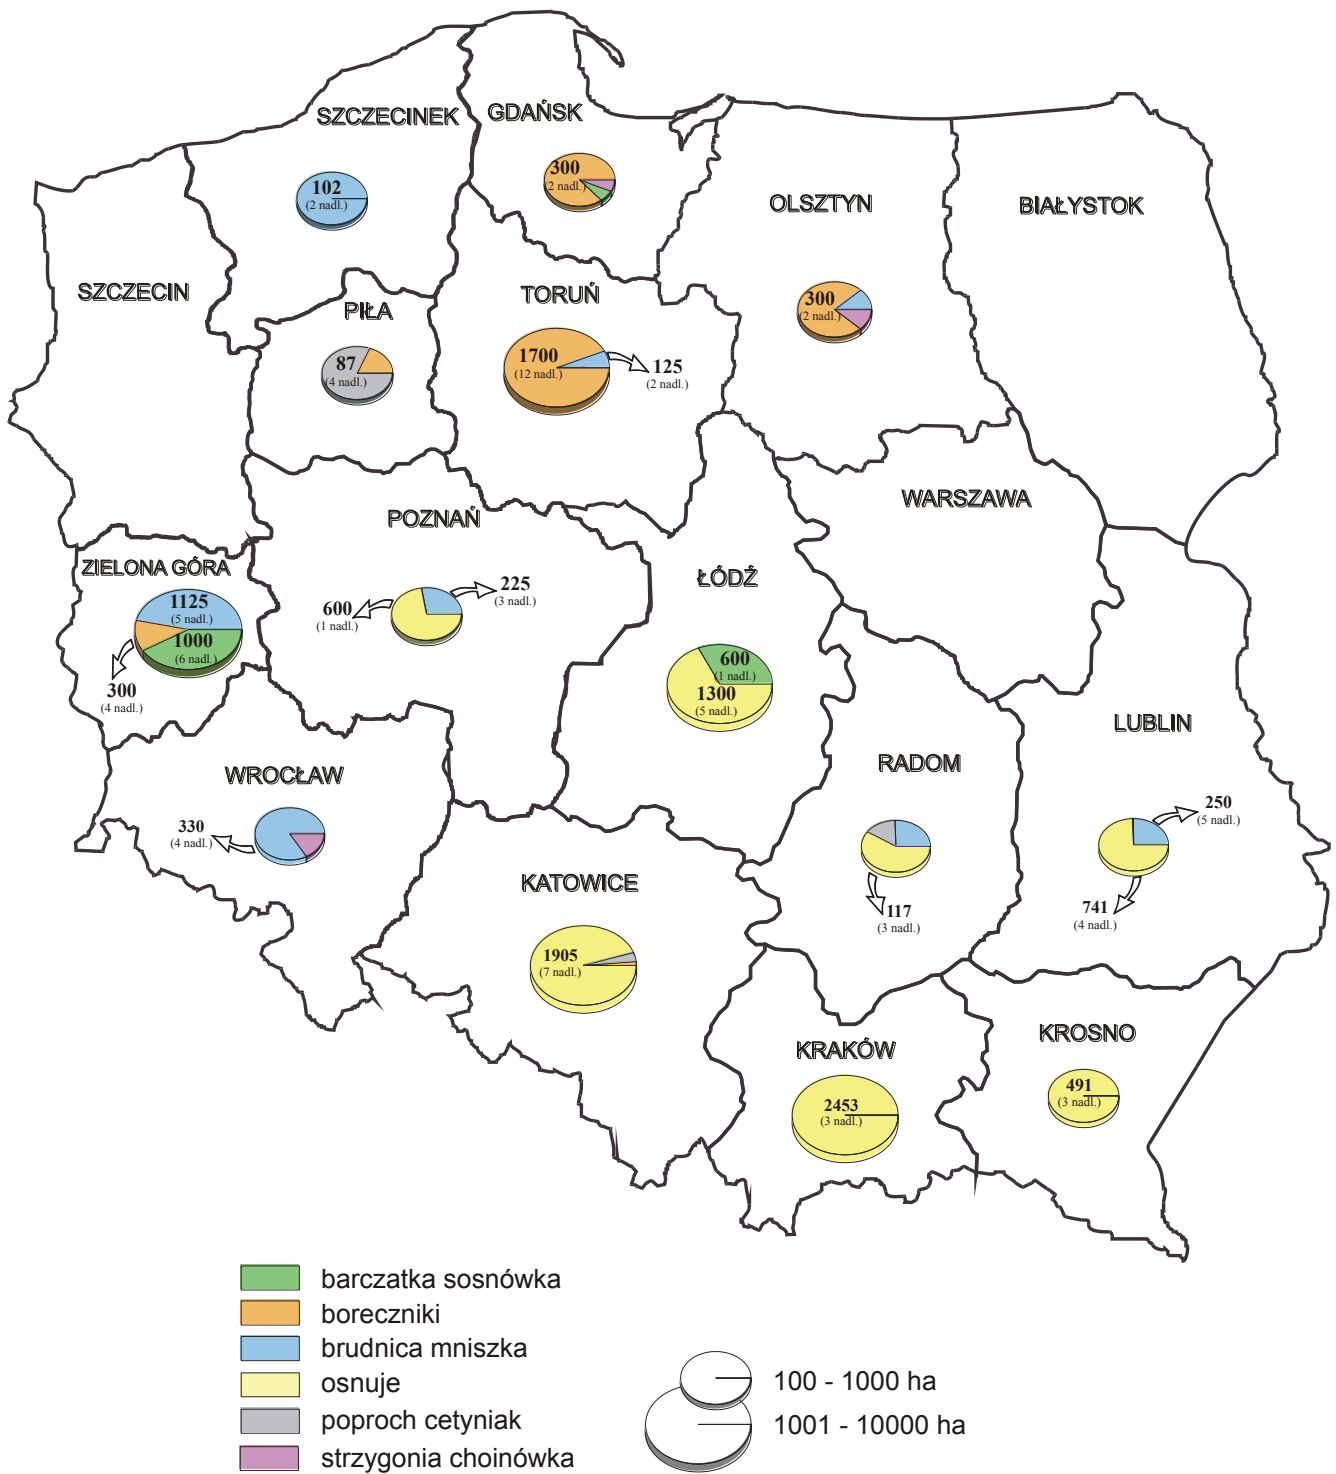 SZCZECINEK
GDAŃSK
300
(2 nadl.)
102
(2 nadl.)
OLSZTYN
BIAŁYSTOK
SZCZECIN
PIŁA
TORUŃ
300
(2 nadl.)
87
(4 nadl.)
1700
(12 nadl.)
125
(2 nadl.)
WARSZAWA
POZNAŃ
ZIELONA GÓRA
ŁÓDŹ
1125
(5 nadl.)
1000
(6 nadl.)
300
(4 nadl.)
600
(1 nadl.)
225
(3 nadl.)
600
(1 nadl.)
1300
(5 nadl.)
LUBLIN
WROCŁAW
RADOM
330
(4 nadl.)
250
(5 nadl.)
KATOWICE
117
(3 nadl.)
741
(4 nadl.)
1905
(7 nadl.)
KRAKÓW
KROSNO
2453
(3 nadl.)
491
(3 nadl.)
barczatka sosnówka
boreczniki
brudnica mniszka
osnuje
poproch cetyniak
strzygonia choinówka
100 - 1000 ha
1001 - 10000 ha